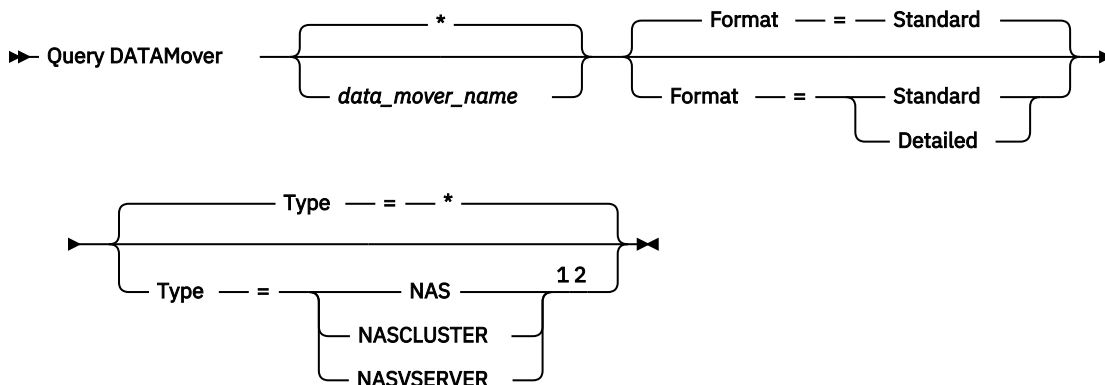 *
Format = Standard
Query DATAMover
data_mover_name
Format = Standard
Detailed
Type = *
1 2
Type = NAS
NASCLUSTER
NASVSERVER